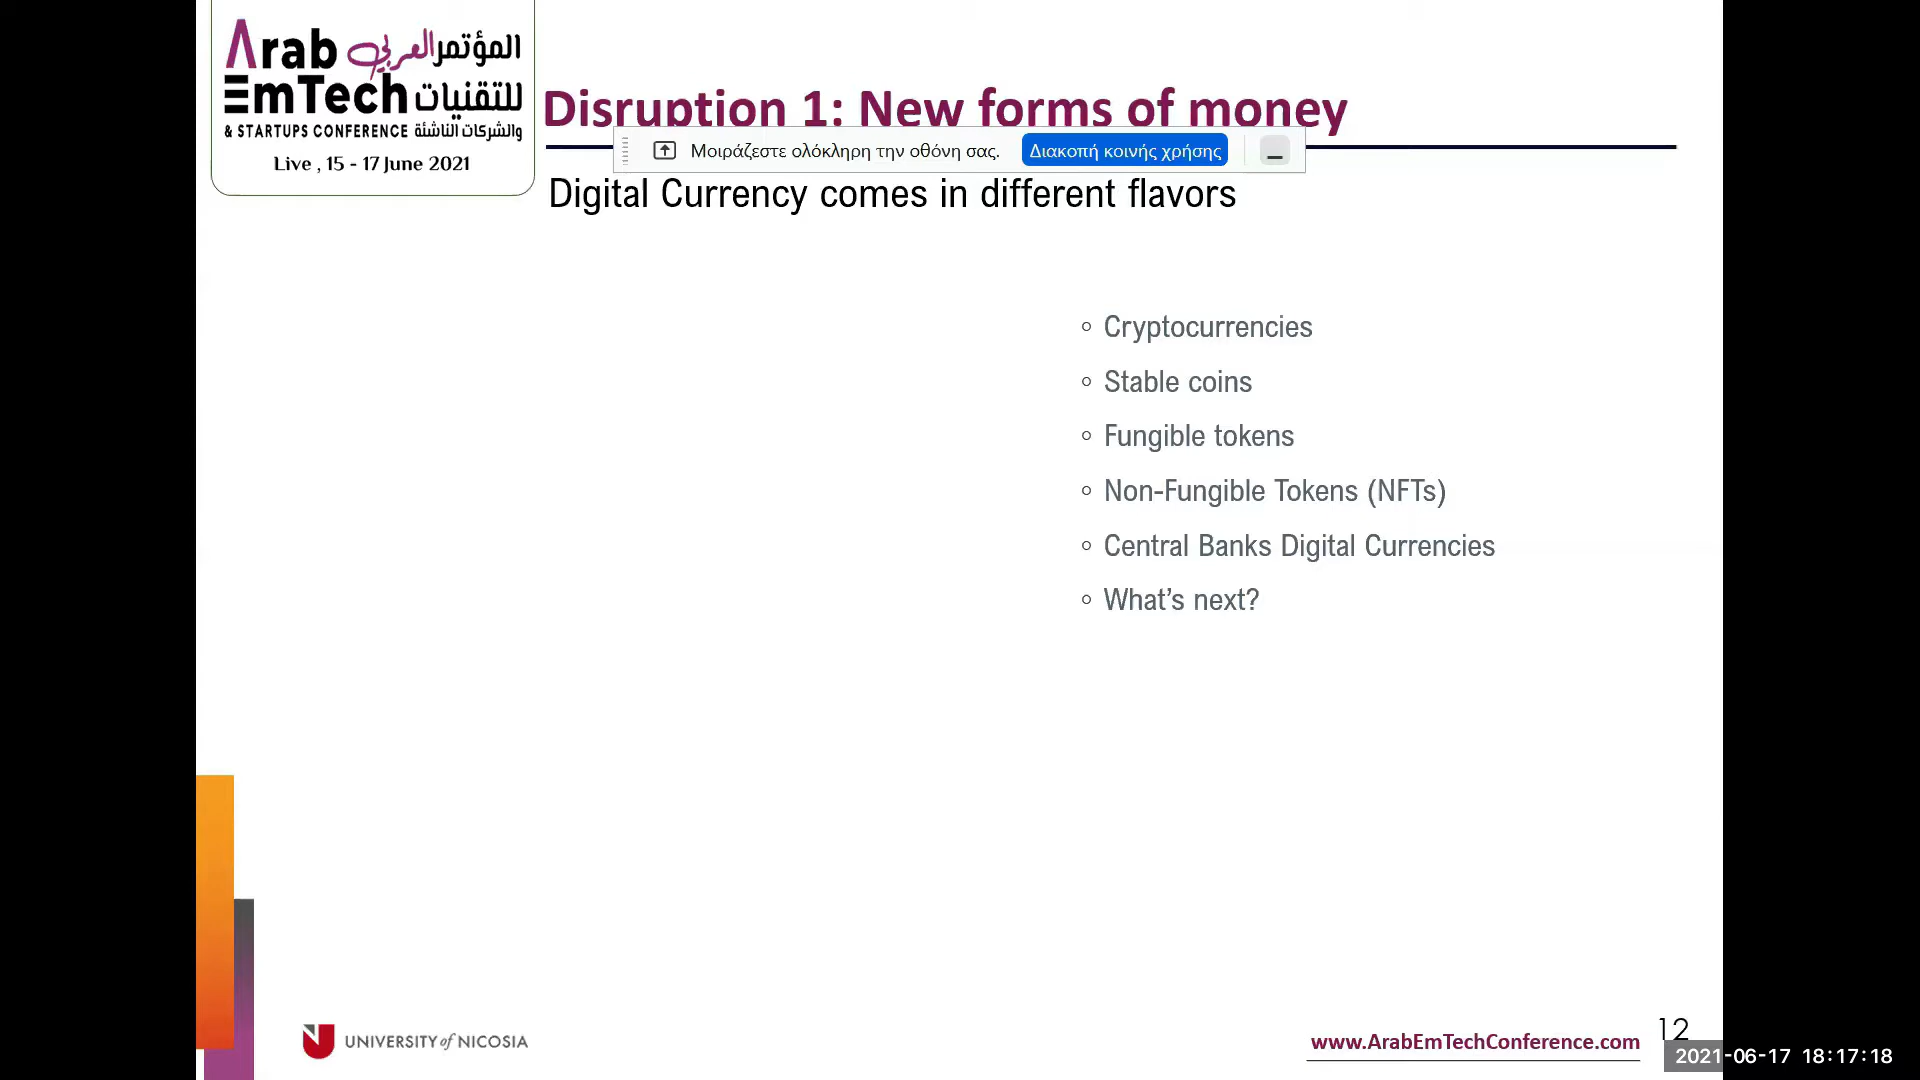 Arab المؤتمر العربي
EmTech للتقنيات
& STARTUPS CONFERENCE والشركات الناشئة
Live , 15 - 17 June 2021
Disruption 1: New forms of money
Μοιράζεστε ολόκληρη την οθόνη σας. Διακοπή κοινής χρήσης
Digital Currency comes in different flavors
Cryptocurrencies
Stable coins
Fungible tokens
Non-Fungible Tokens (NFTs)
Central Banks Digital Currencies
What’s next?
UNIVERSITY of NICOSIA
www.ArabEmTechConference.com
12
2021-06-17 18:17:18